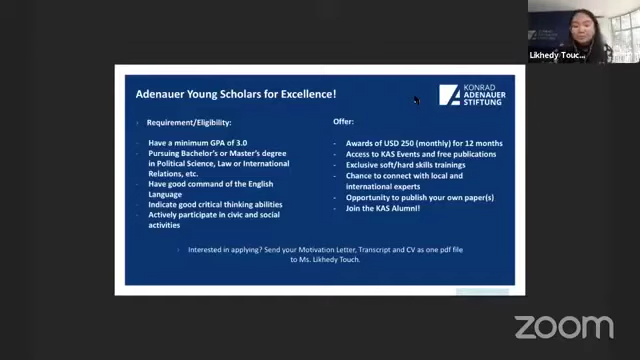 Likhedy Touc...
Adenauer Young Scholars for Excellence!
KONRAD
ADENAUER
STIFTUNG
Requirement/Eligibility:
Have a minimum GPA of 3.0
Pursuing Bachelor's or Master's degree
in Political Science, Law or International
Relations, etc.
Have good command of the English
Language
Indicate good critical thinking abilities
Actively participate in civic and social
activities
Offer:
- Awards of USD 250 (monthly) for 12 months
- Access to KAS Events and free publications
- Exclusive soft/hard skills trainings
- Chance to connect with local and
international experts
- Opportunity to publish your own paper(s)
- Join the KAS Alumni!
Interested in applying? Send your Motivation Letter, Transcript and CV as one pdf file
to Ms. Likhedy Touch.
zoom